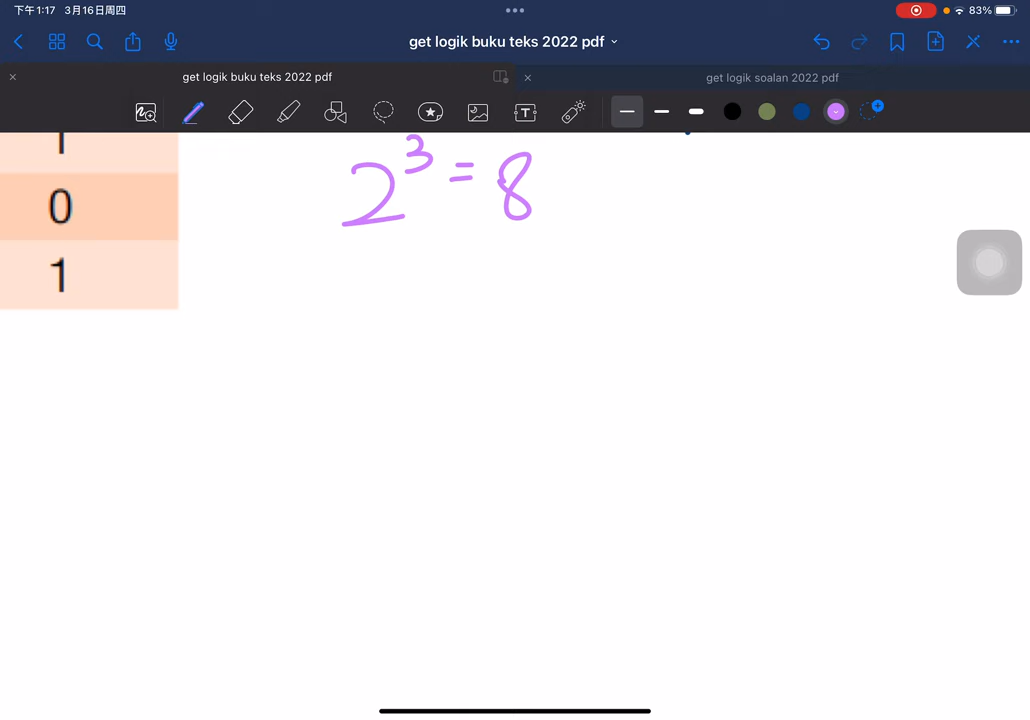 下午1:17 3月16日周四 83%
get logik buku teks 2022 pdf
get logik buku teks 2022 pdf get logik soalan 2022 pdf
T
1
2³ = 8
0
1